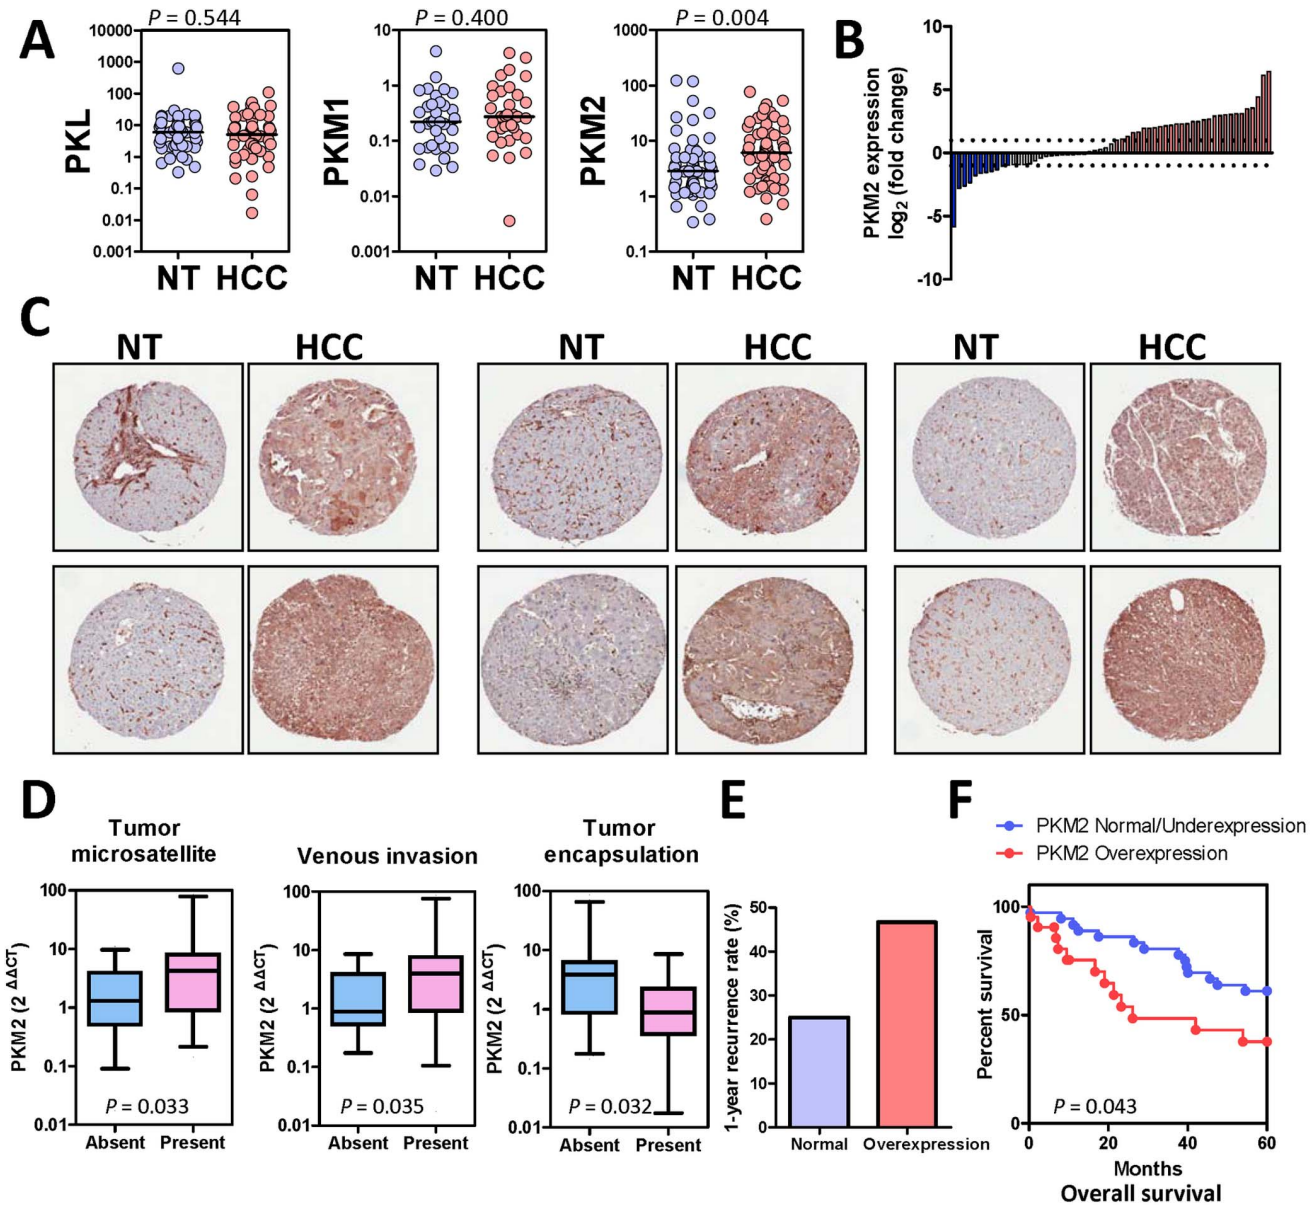 A
P = 0.544
10000
1000
100
10
1
0.1
0.01
0.001
PKL
NT HCC
P = 0.400
10
1
0.1
0.01
0.001
PKM1
NT HCC
P = 0.004
1000
100
10
1
0.1
PKM2
NT HCC
B
10
5
0
-5
-10
PKM2 expression
log2 (fold change)
C
NT HCC
NT HCC
NT HCC
D
Tumor
microsatellite
100
10
1
0.1
0.01
PKM2 (2 ΔΔCT)
P = 0.033
Absent Present
Venous invasion
100
10
1
0.1
0.01
PKM2 (2 ΔΔCT)
P = 0.035
Absent Present
Tumor
encapsulation
100
10
1
0.1
0.01
PKM2 (2 ΔΔCT)
P = 0.032
Absent Present
E
50
40
30
20
10
0
1-year recurrence rate (%)
Normal Overexpression
F
PKM2 Normal/Underexpression
PKM2 Overexpression
100
50
0
Percent survival
P = 0.043
0 20 40 60
Months
Overall survival